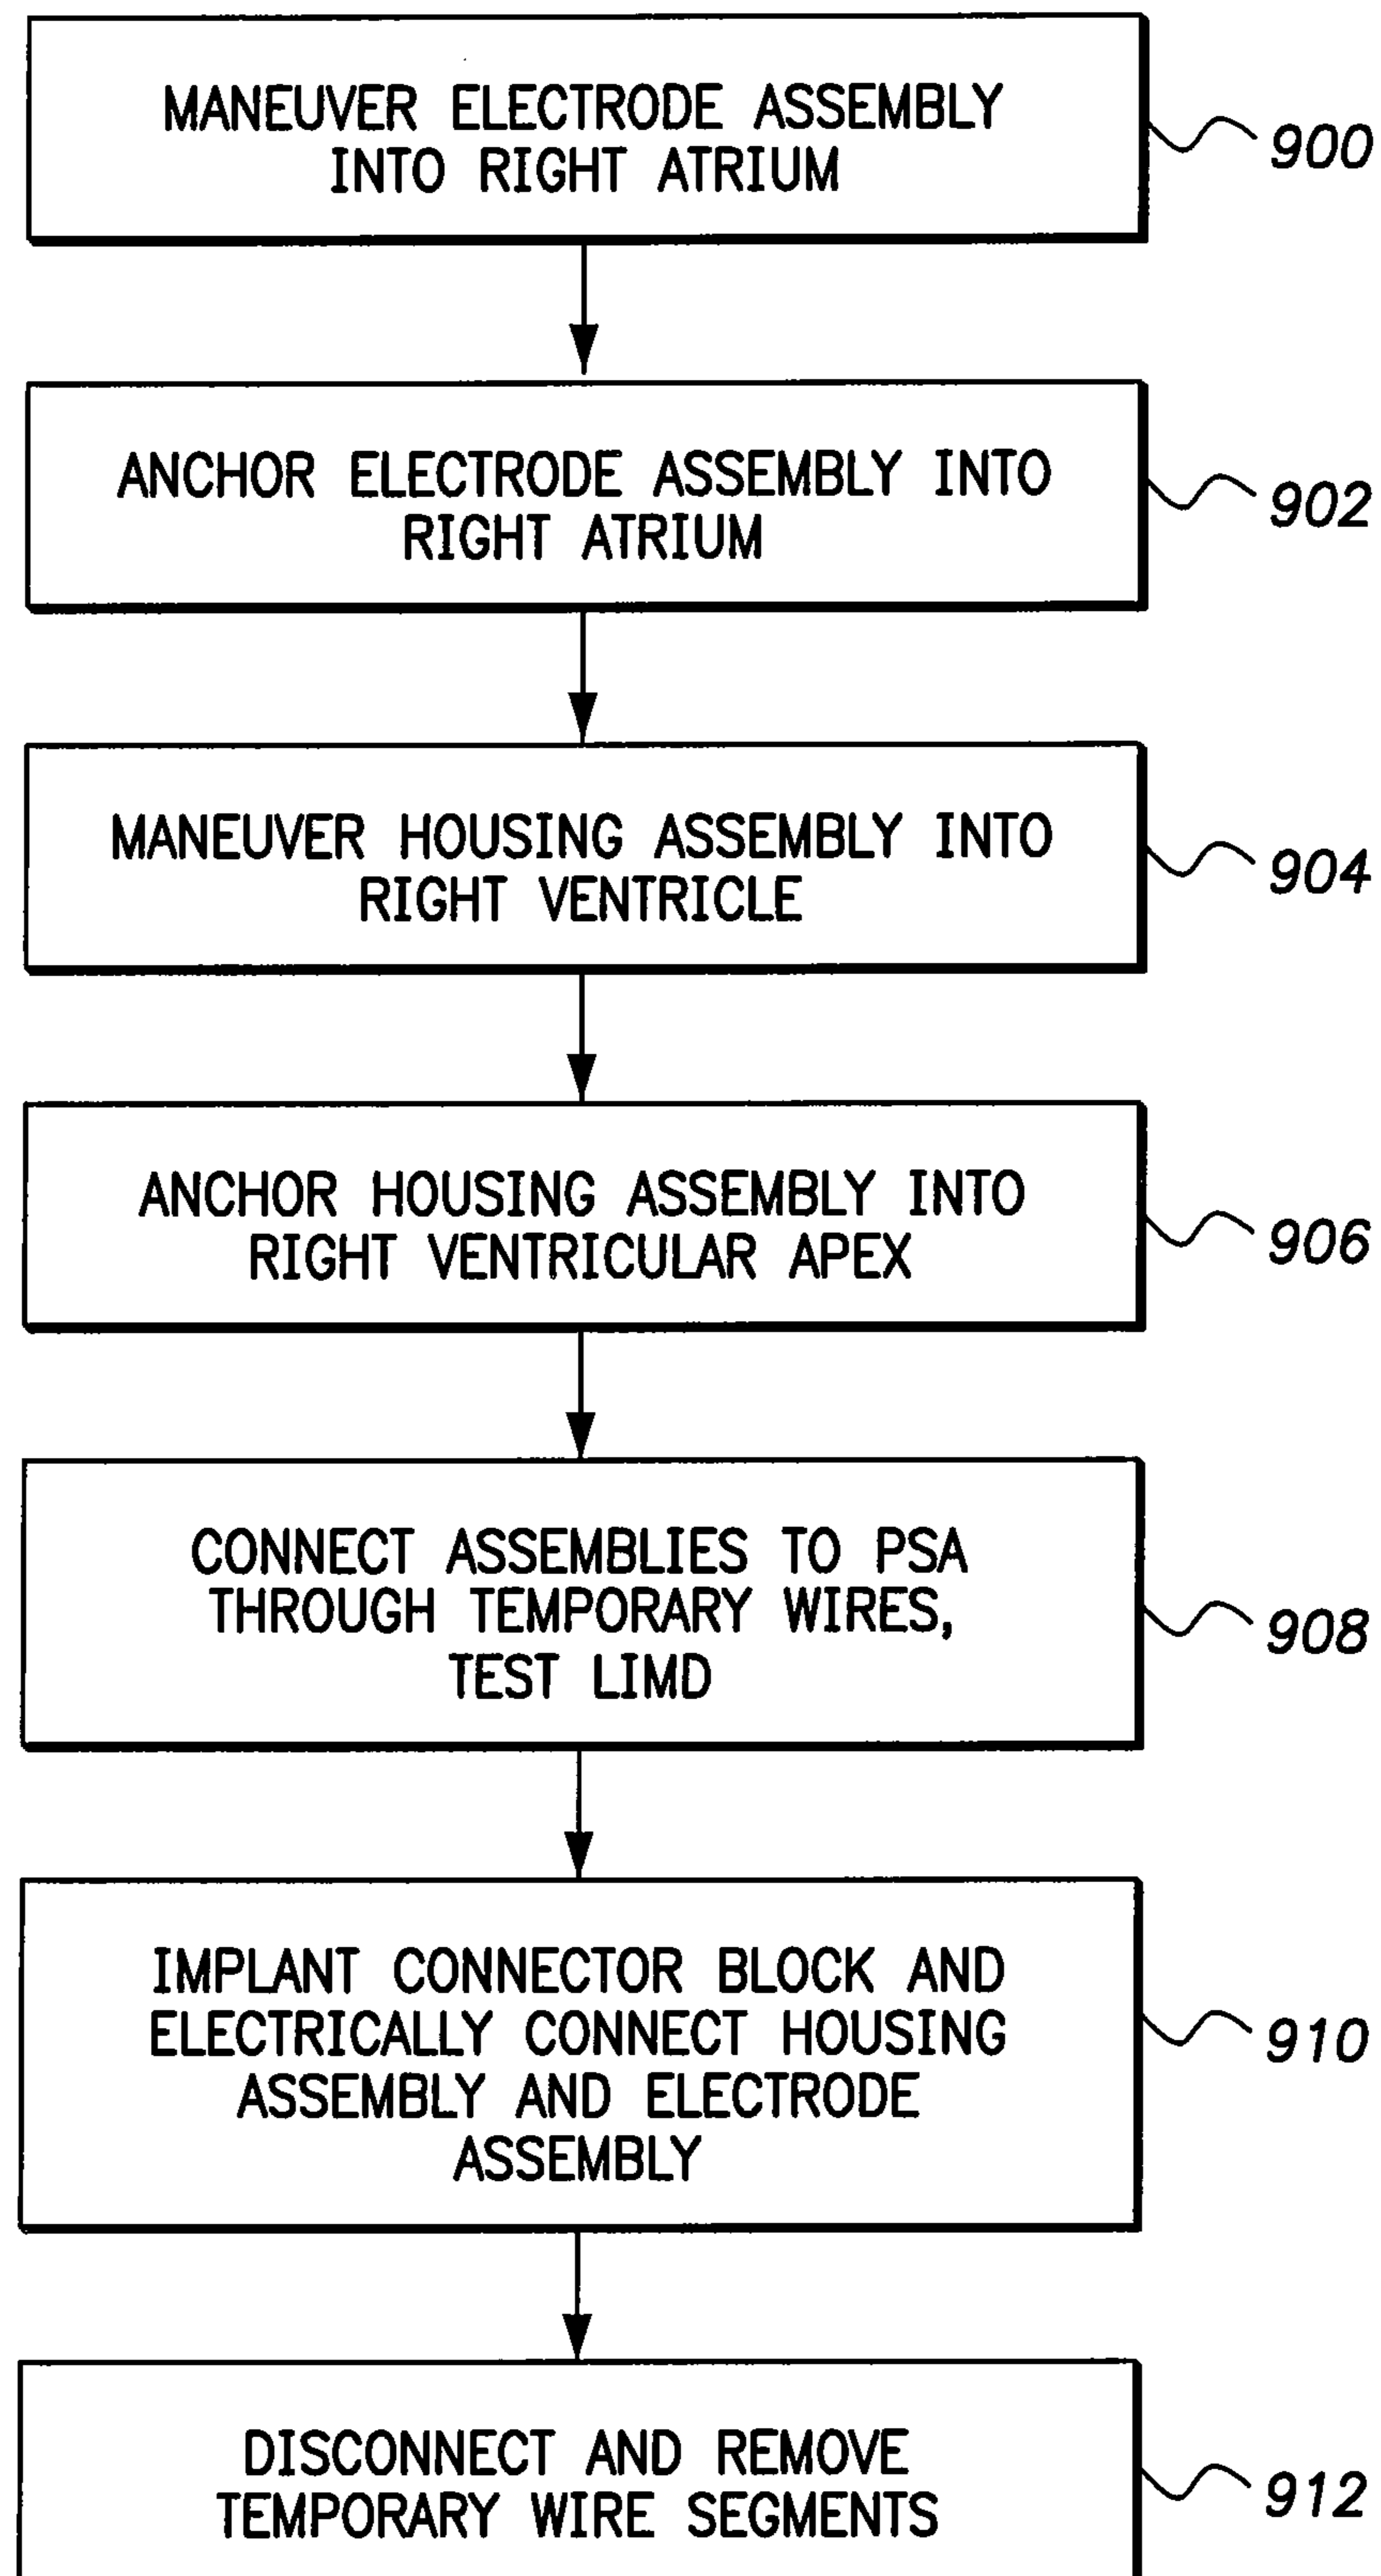 MANEUVER ELECTRODE ASSEMBLY
INTO RIGHT ATRIUM
900
ANCHOR ELECTRODE ASSEMBLY INTO
RIGHT ATRIUM
902
MANEUVER HOUSING ASSEMBLY INTO
RIGHT VENTRICLE
904
ANCHOR HOUSING ASSEMBLY INTO
RIGHT VENTRICULAR APEX
906
CONNECT ASSEMBLIES TO PSA
THROUGH TEMPORARY WIRES,
TEST LIMD
908
IMPLANT CONNECTOR BLOCK AND
ELECTRICALLY CONNECT HOUSING
ASSEMBLY AND ELECTRODE
ASSEMBLY
910
DISCONNECT AND REMOVE
TEMPORARY WIRE SEGMENTS
912